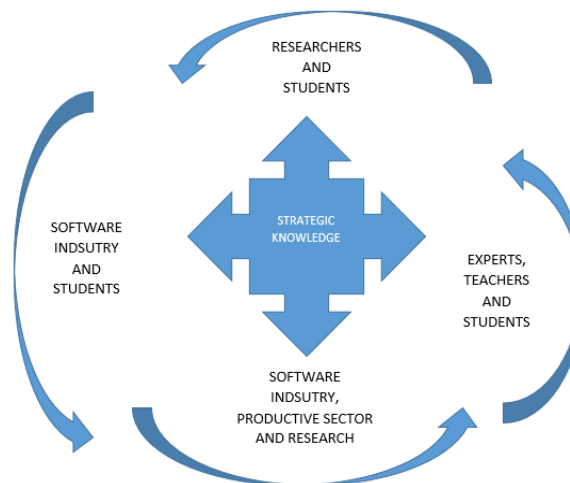 RESEARCHERS
AND
STUDENTS
STRATEGIC
KNOWLEDGE
SOFTWARE
INDSUTRY
AND
STUDENTS
EXPERTS,
TEACHERS
AND
STUDENTS
SOFTWARE
INDSUTRY,
PRODUCTIVE SECTOR
AND RESEARCH